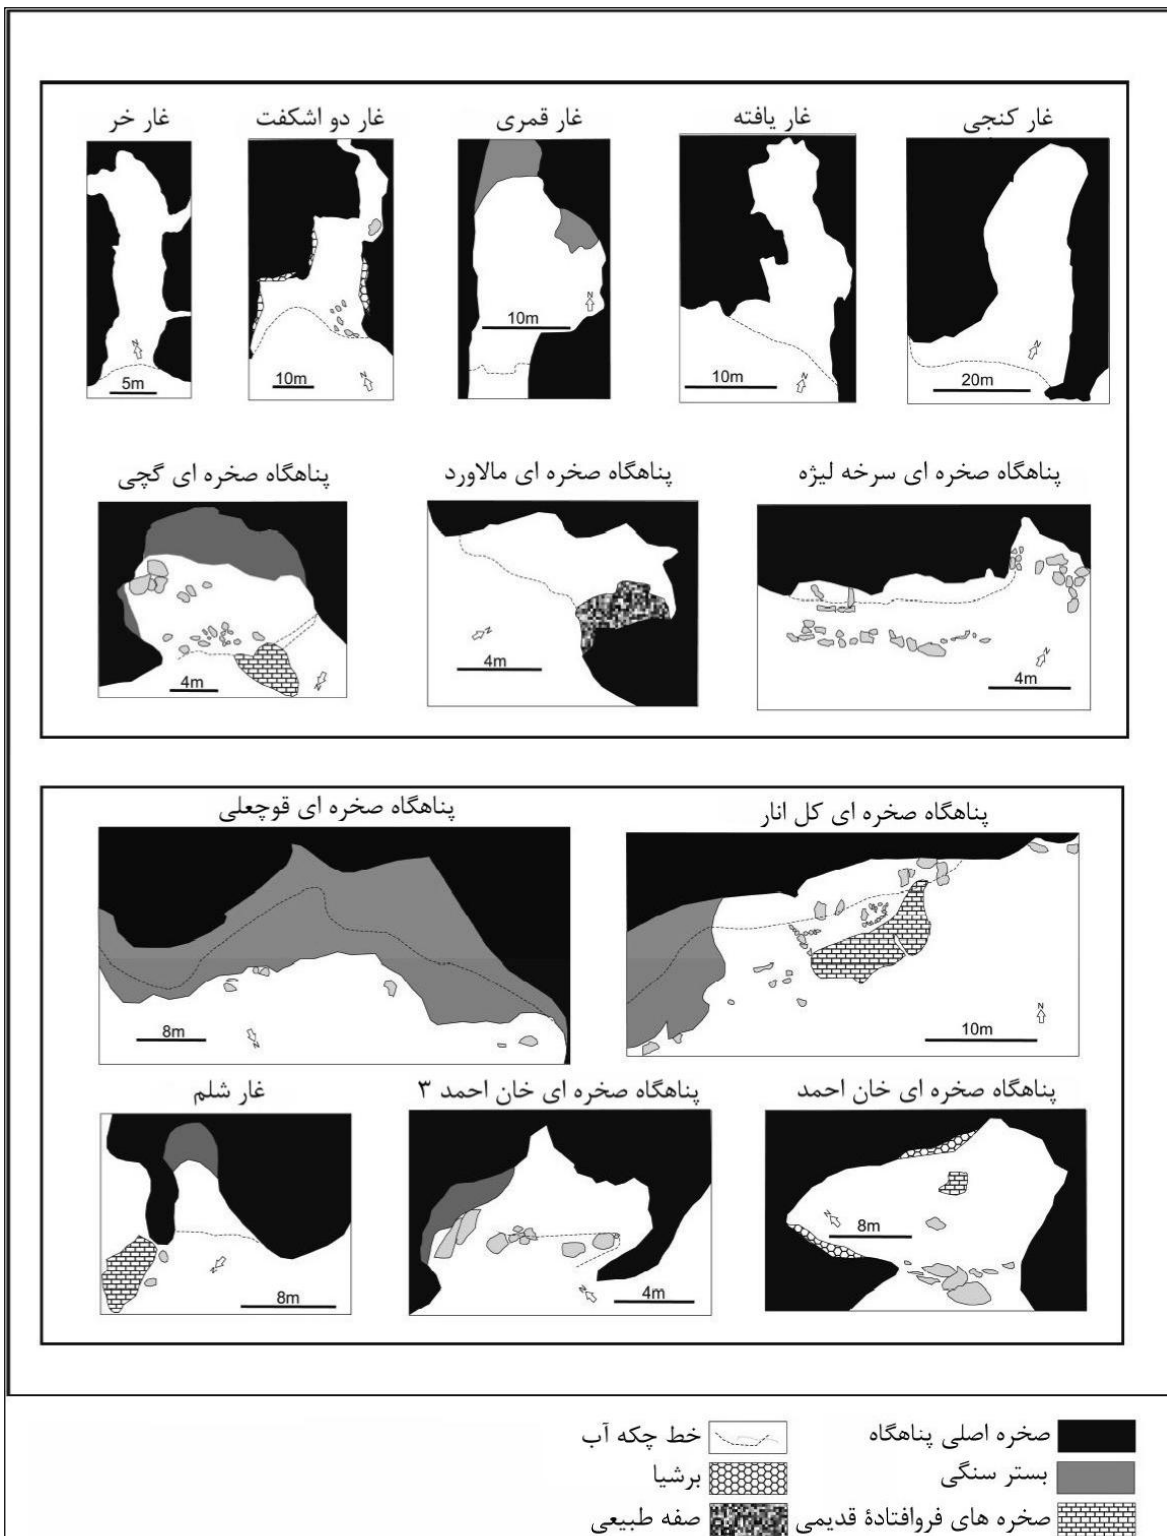 غار کنجی
غار یافته
غار قمری
غار دو اشکفت
غار خر
N
N
N
N
N
20m
10m
10m
10m
5m
پناهگاه صخره ای سرخه لیژه
پناهگاه صخره ای مالاورد
پناهگاه صخره ای گچی
N
N
N
4m
4m
4m
پناهگاه صخره ای کل انار
پناهگاه صخره ای قوچعلی
N
N
10m
8m
پناهگاه صخره ای خان احمد
پناهگاه صخره ای خان احمد ۳
غار شلم
N
N
N
8m
4m
8m
صخره اصلی پناهگاه
خط چکه آب
بستر سنگی
برشیا
صخره های فروافتادۀ قدیمی
صفه طبیعی